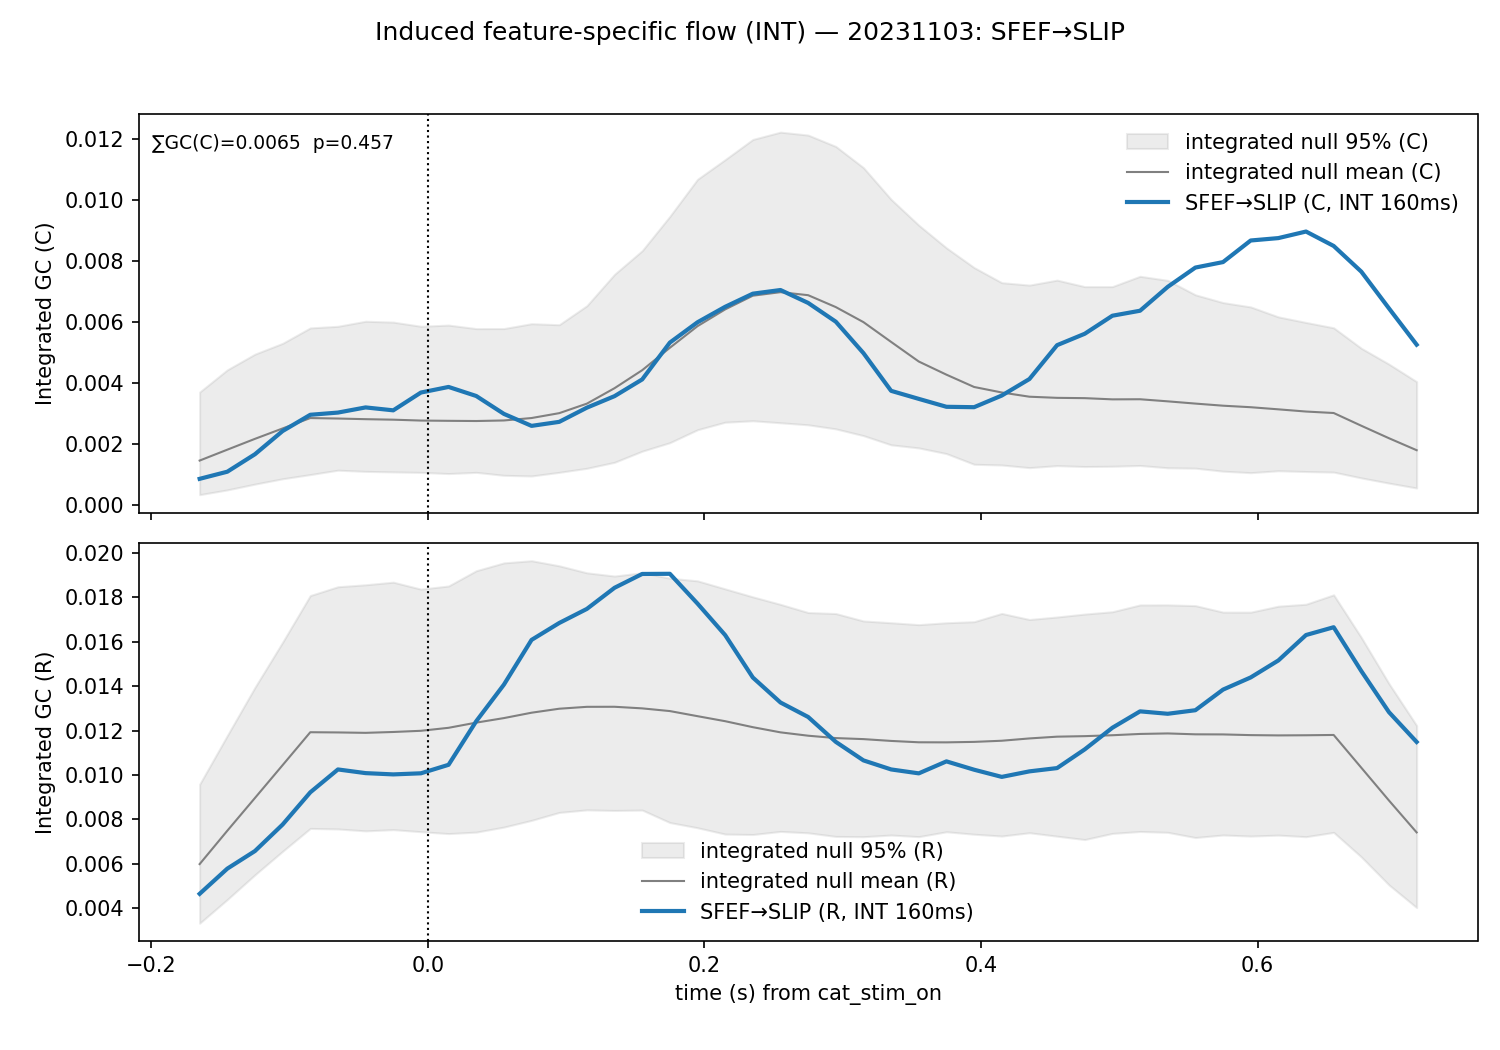 Induced feature-specific flow (INT) — 20231103: SFEF→SLIP
∑GC(C)=0.0065  p=0.457
integrated null 95% (C)
integrated null mean (C)
SFEF→SLIP (C, INT 160ms)
Integrated GC (C)
0.012
0.010
0.008
0.006
0.004
0.002
0.000
integrated null 95% (R)
integrated null mean (R)
SFEF→SLIP (R, INT 160ms)
Integrated GC (R)
0.020
0.018
0.016
0.014
0.012
0.010
0.008
0.006
0.004
−0.2 0.0 0.2 0.4 0.6
time (s) from cat_stim_on